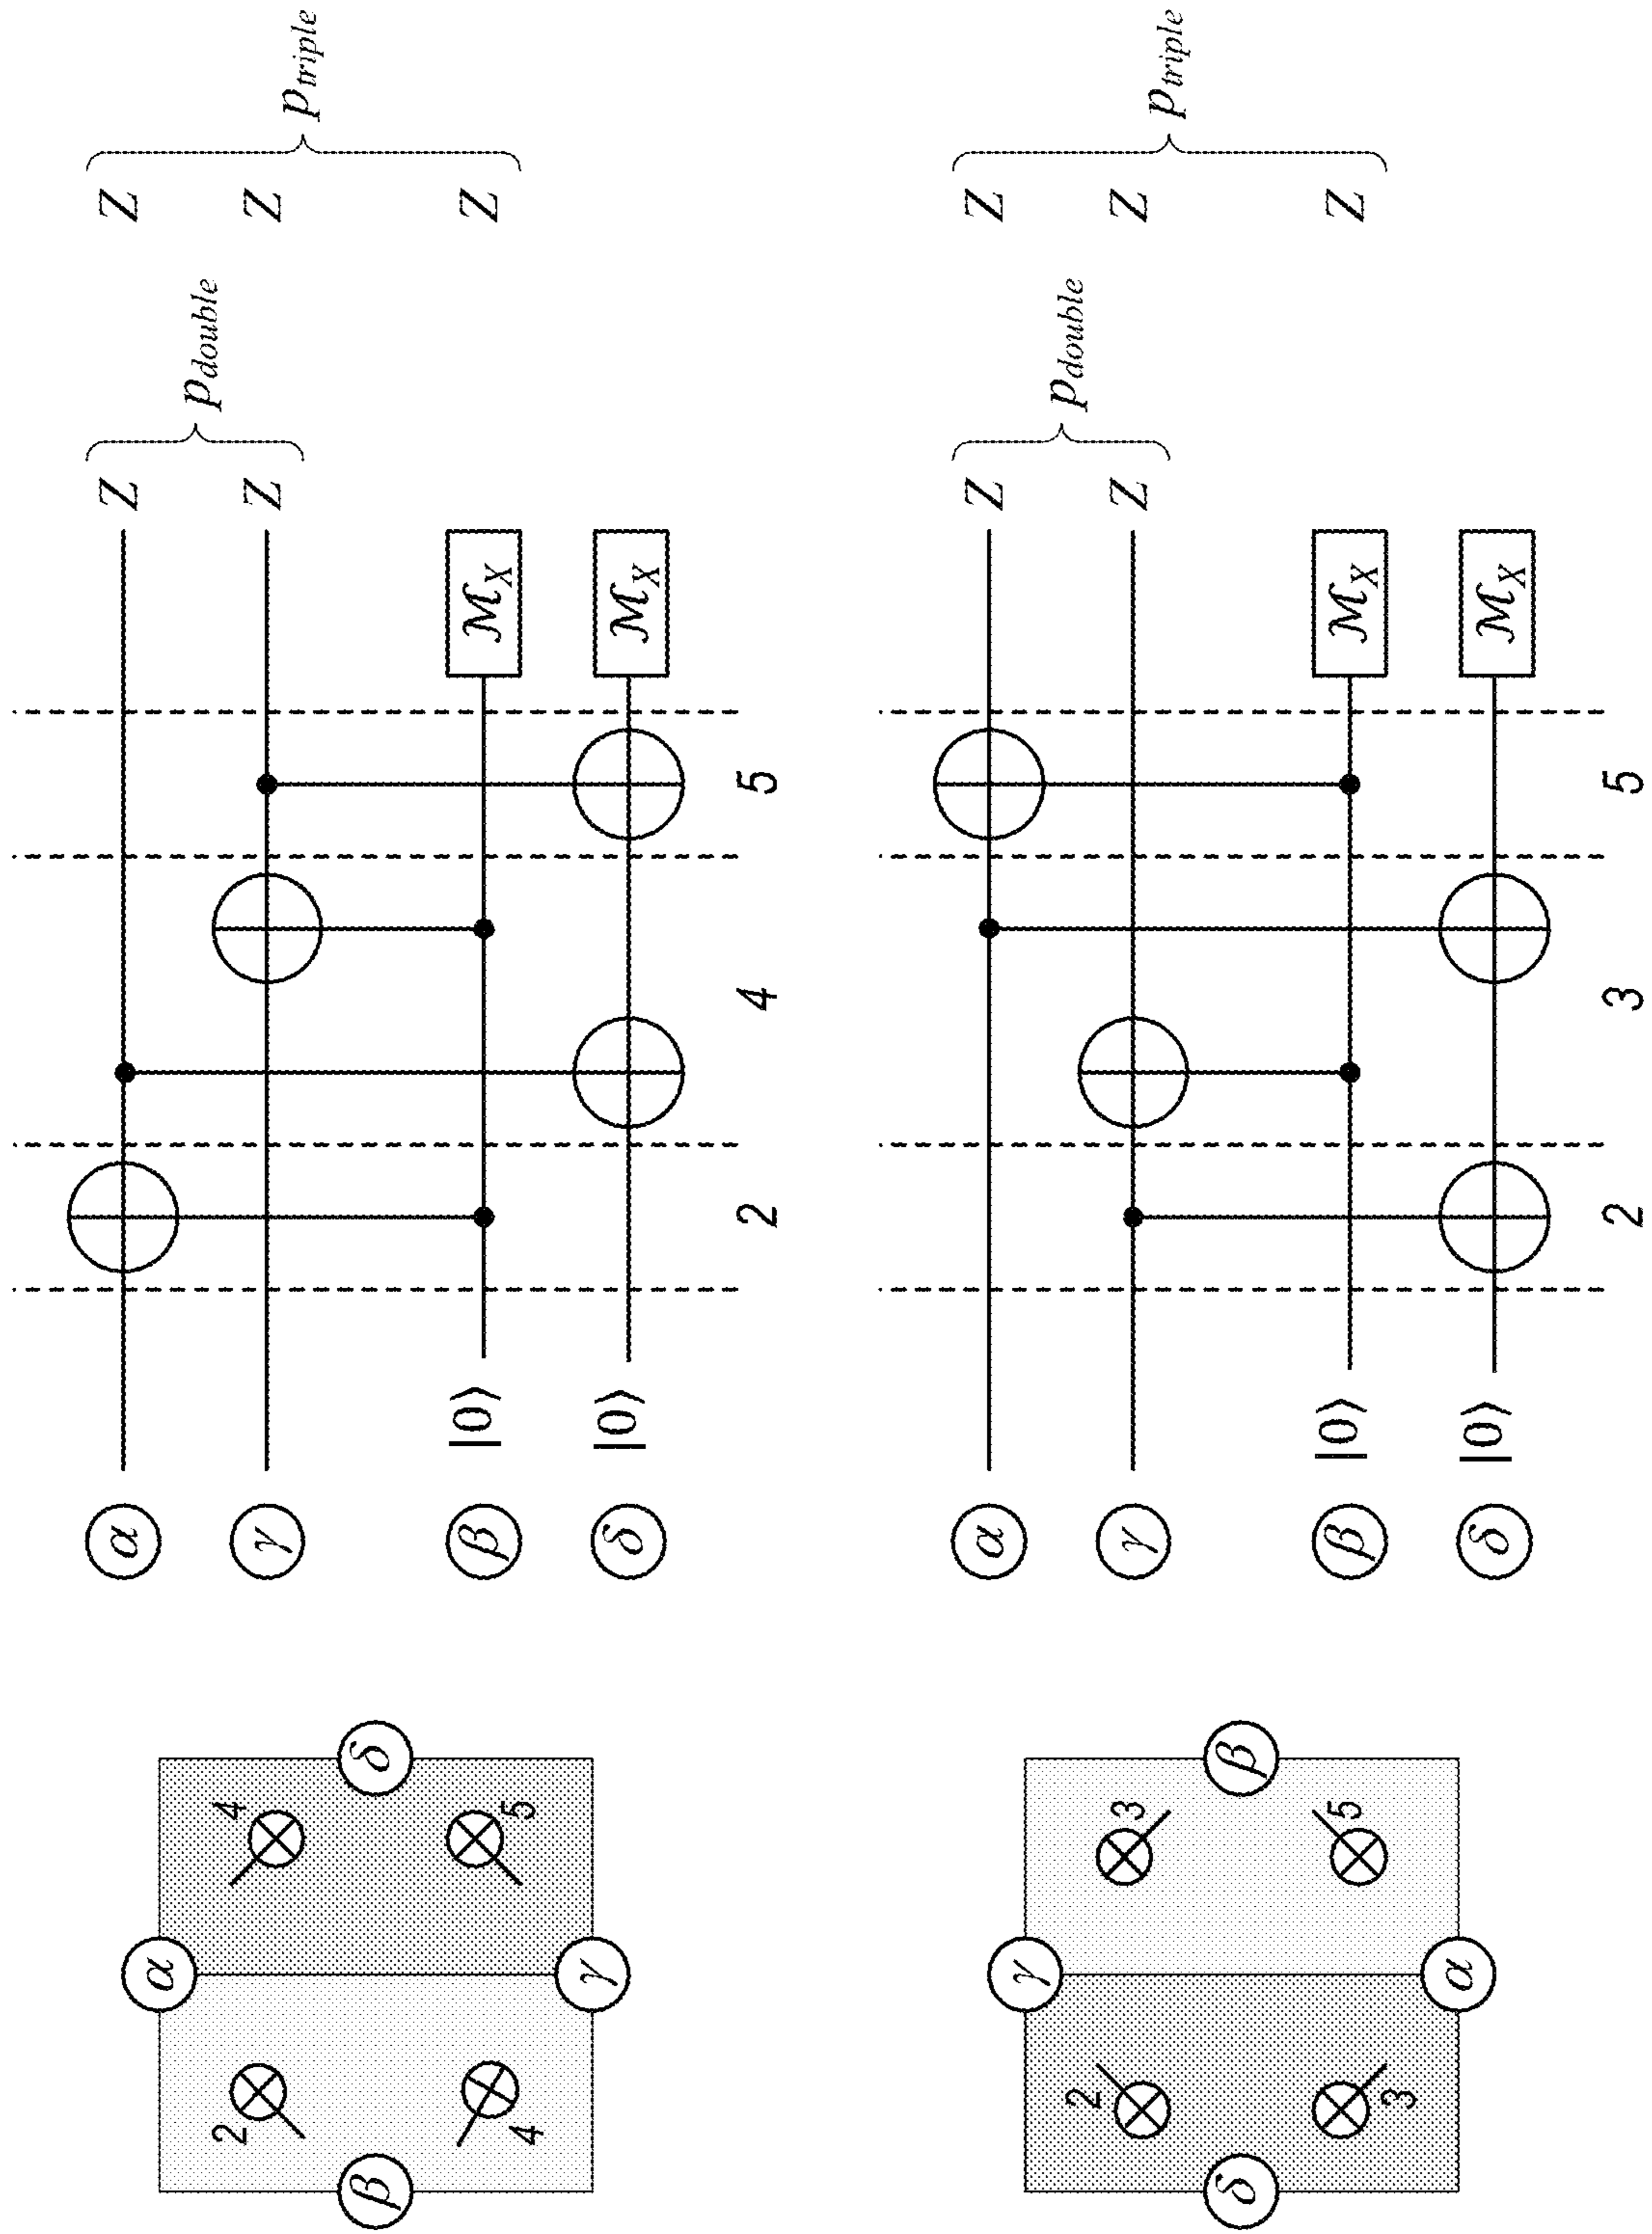 α
2 4
β δ
4 5
γ
α Z Z
p_double
γ Z Z
p_triple
β |0⟩ ℳ_X Z
δ |0⟩ ℳ_X
2 4 5
γ
2 3
δ β
3 5
α
α Z Z
p_double
γ Z Z
p_triple
β |0⟩ ℳ_X Z
δ |0⟩ ℳ_X
2 3 5